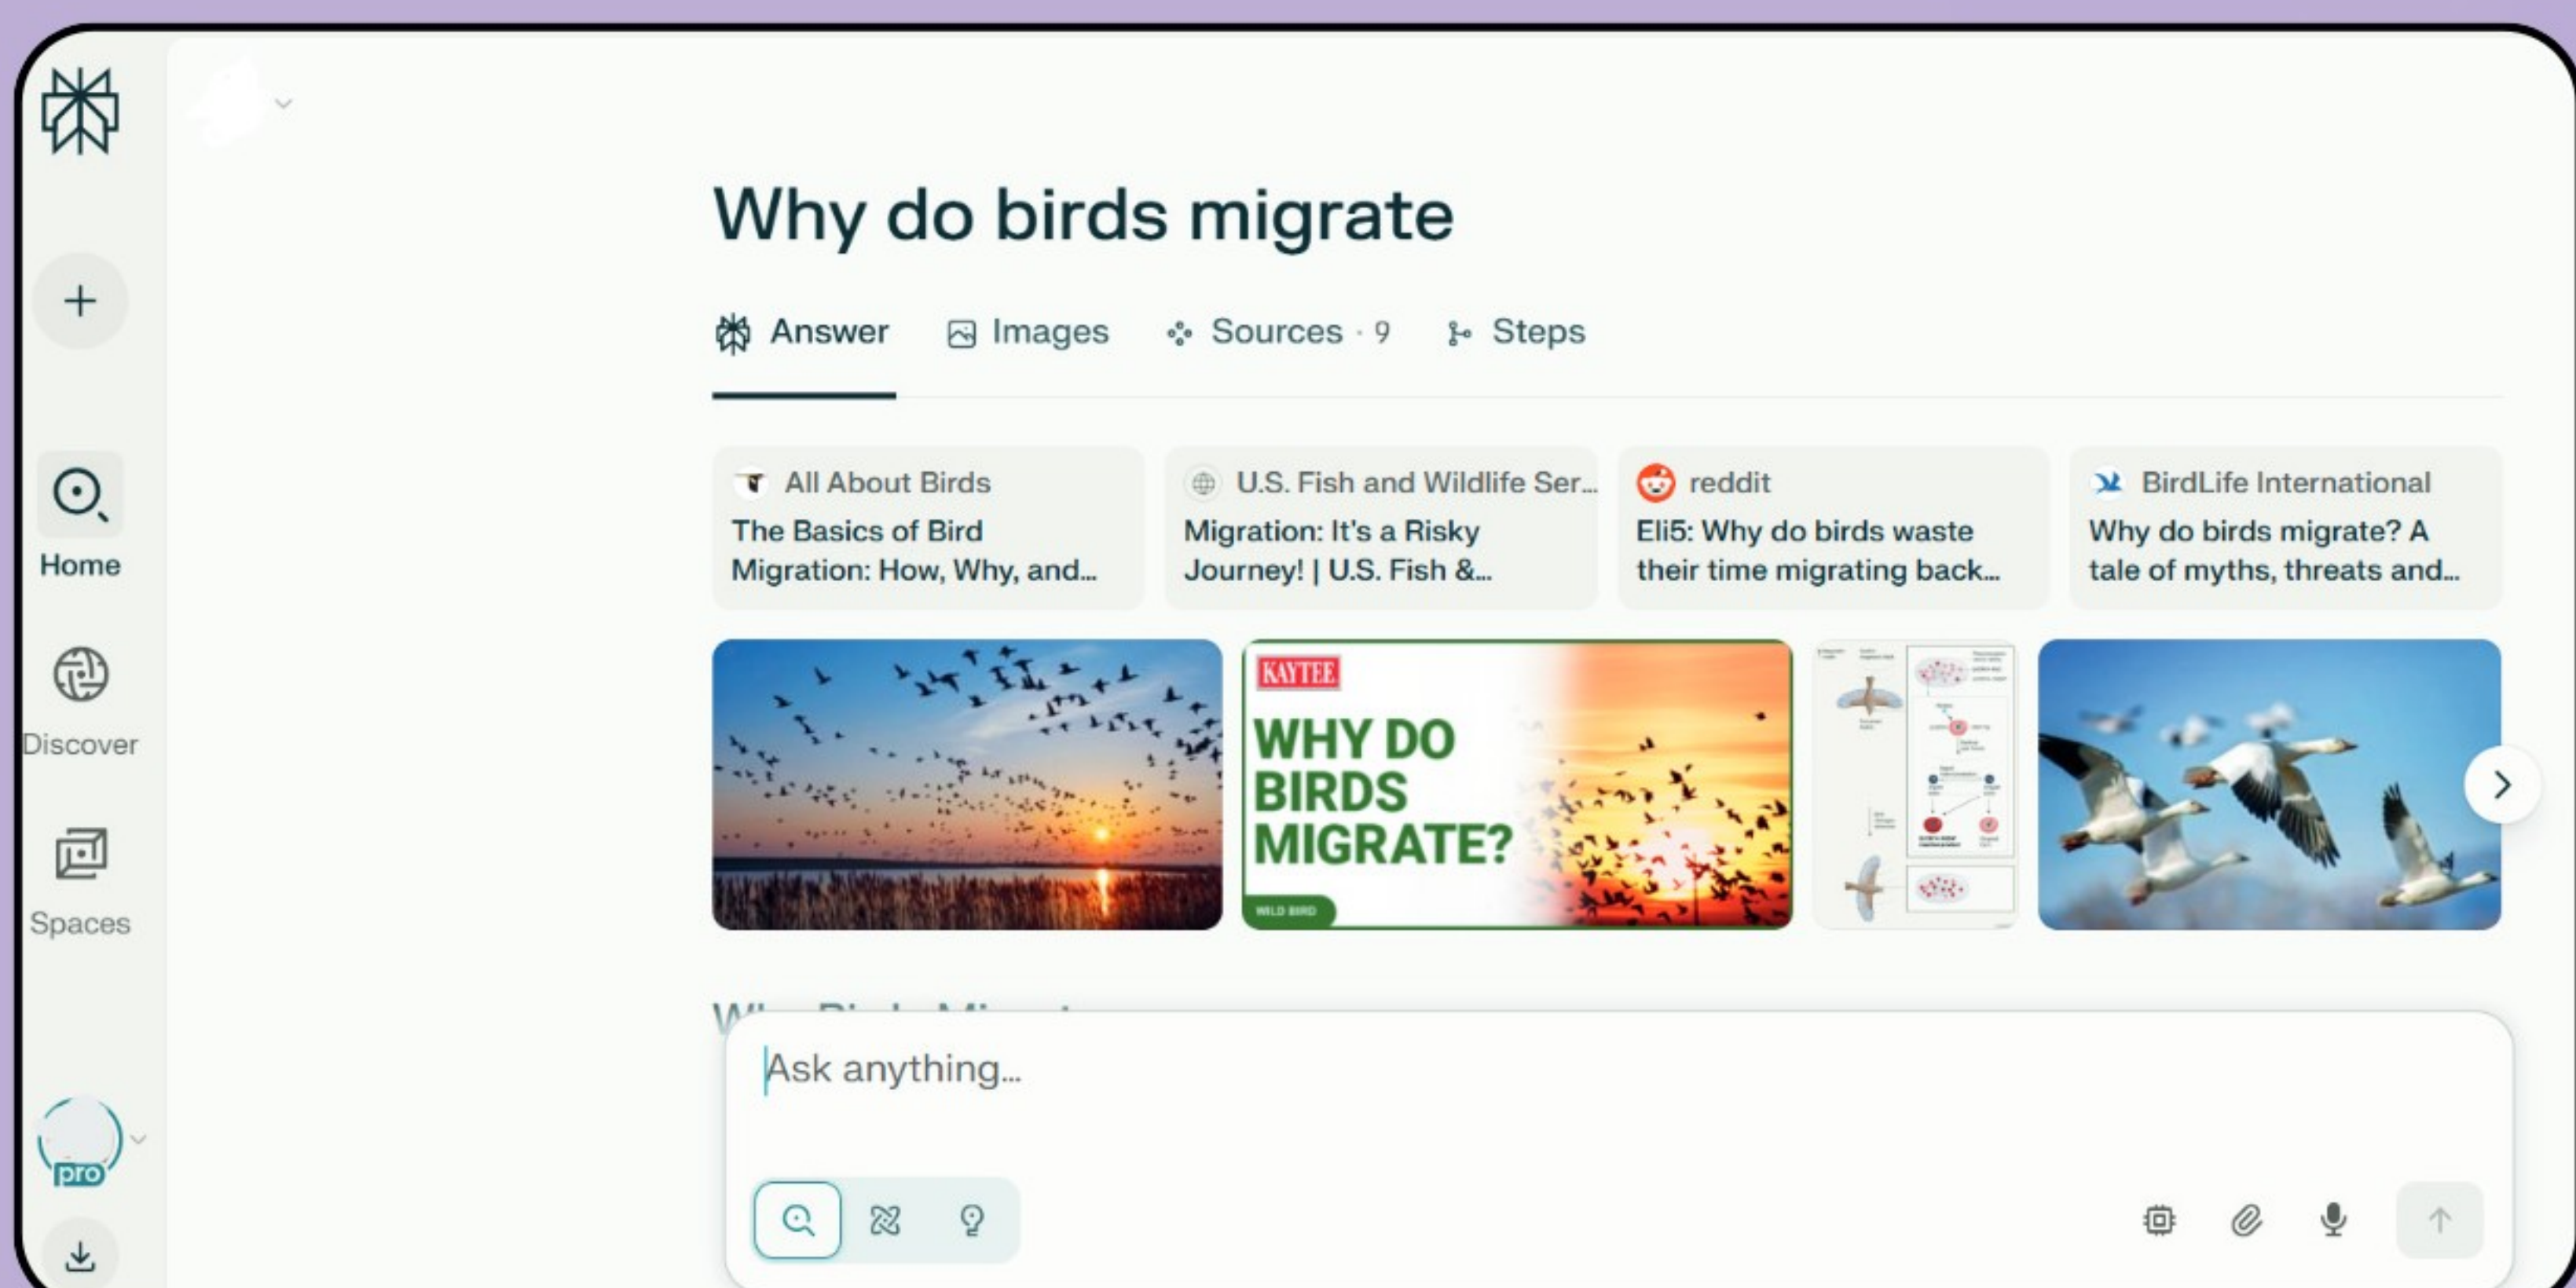 Why do birds migrate
Answer
Images
Sources · 9
Steps
All About Birds
The Basics of Bird
Migration: How, Why, and...
U.S. Fish and Wildlife Ser...
Migration: It's a Risky
Journey! | U.S. Fish &...
reddit
Eli5: Why do birds waste
their time migrating back...
BirdLife International
Why do birds migrate? A
tale of myths, threats and...
KAYTEE
WHY DO
BIRDS
MIGRATE?
WILD BIRD
Ask anything...
Home
Discover
Spaces
pro